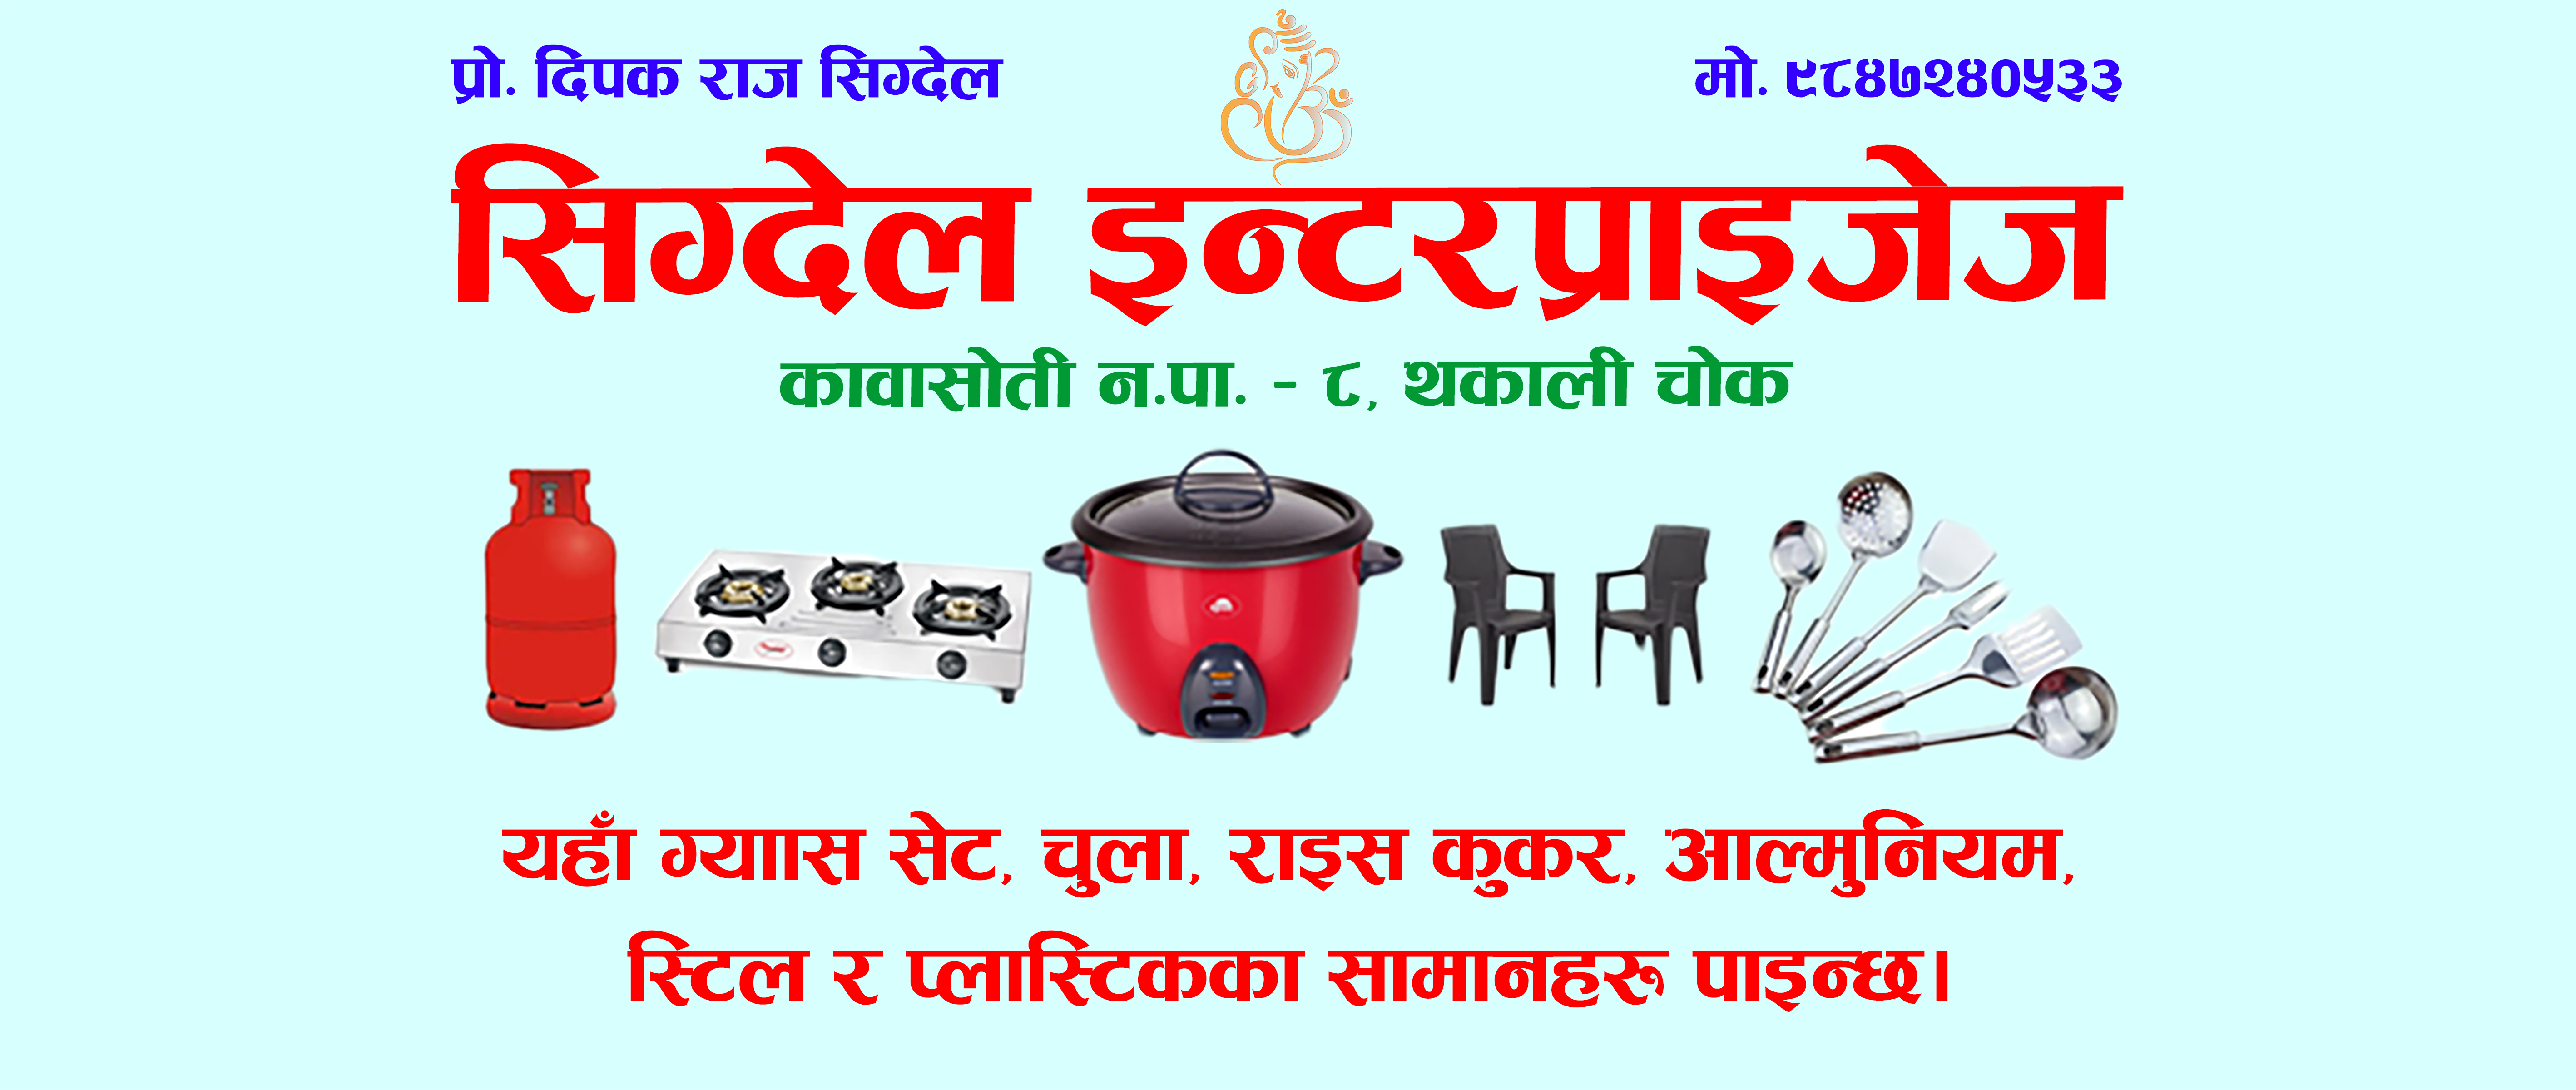 प्रो. दिपक राज सिग्देल
मो. ९८४७२४०५३३
सिग्देल इन्टरप्राइजेज
कावासोती न.पा. - ८, थकाली चोक
यहाँ ग्याास सेट, चुला, राइस कुकर, आल्मुनियम,
स्टिल र प्लास्टिकका सामानहरू पाइन्छ।